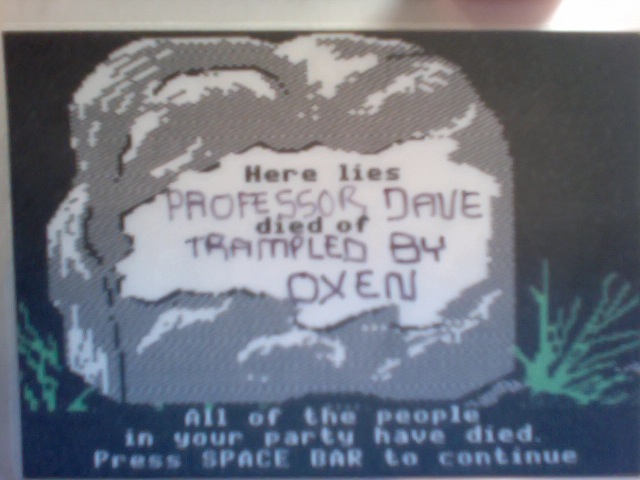 Here lies
PROFESSOR DAVE
died of
TRAMPLED BY
OXEN
All of the people
in your party have died.
Press SPACE BAR to continue